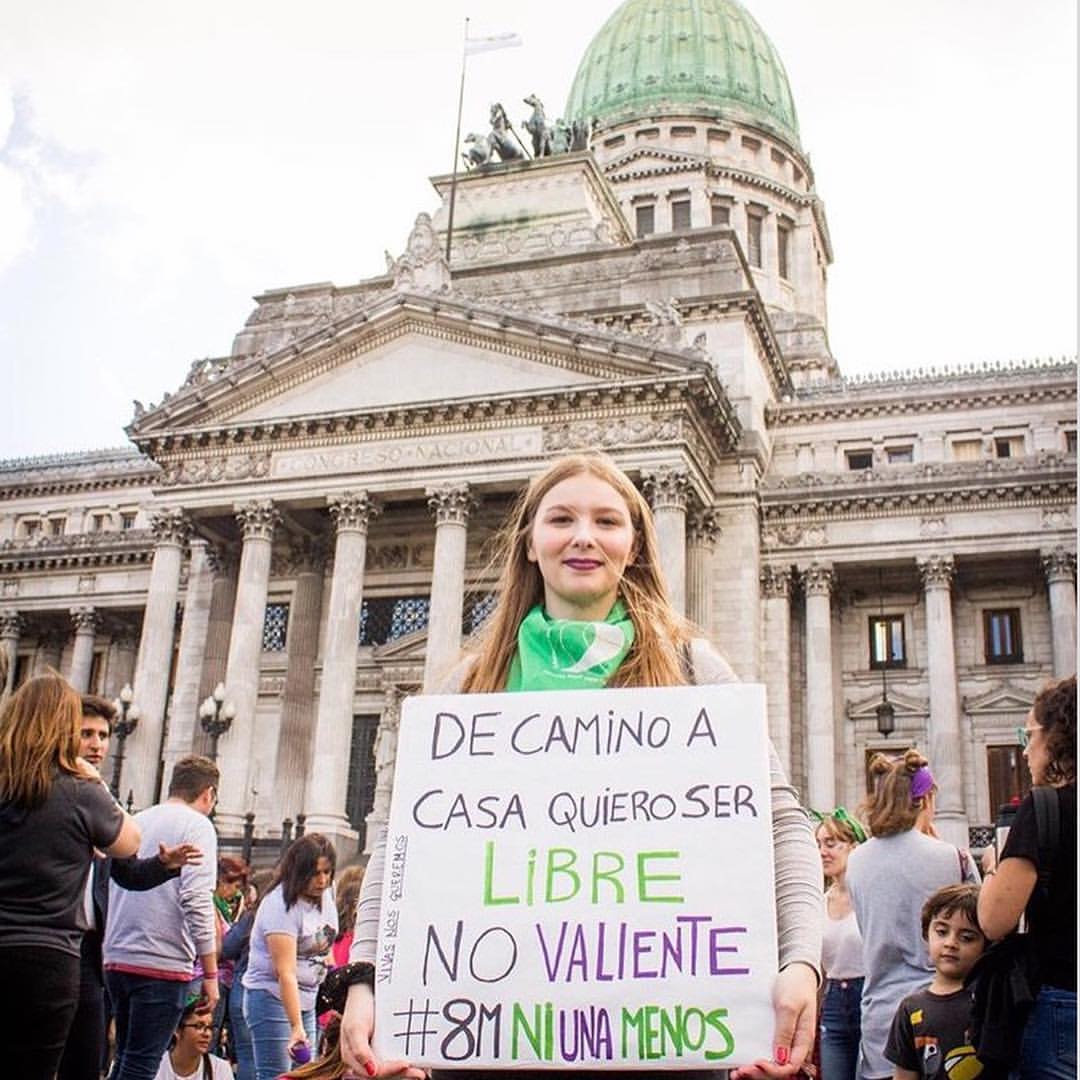 CONGRESO·NACIONAL
DE CAMiNO A
CASA QUIERO SER
LiBRE
NO VALIENTE
#8M Ni UNA MENOS
VIVAS NOS QUEREMOS